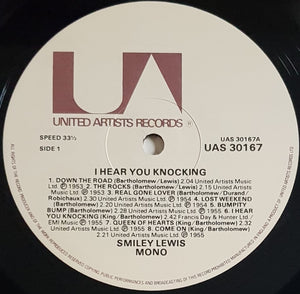 UA
UNITED ARTISTS RECORDS
SPEED 33⅓
UAS 30167A
SIDE 1
UAS 30167
I HEAR YOU KNOCKING
1. DOWN THE ROAD (Bartholomew/Lewis) 2.04 United Artists
Music Ltd. ℗ 1953 2. THE ROCKS (Bartholomew/Lewis) 2.15 United
Artists Music Ltd. ℗ 1953 3. REAL GONE LOVER (Bartholomew/Durand/
Robichaux) 2.30 United Artists Music Ltd. ℗ 1954 4. LOST WEEKEND
(Bartholomew) 2.21 United Artists Music Ltd. ℗ 1955 5. BUMPITY
BUMP (Bartholomew) 2.28 United Artists Music Ltd. ℗ 1955 6. I HEAR
YOU KNOCKING (King/Bartholomew) 2.42 Francis Day & Hunter Ltd/
EMI Music ℗ 1955 7. QUEEN OF HEARTS (King/Bartholomew) 2.21
United Artists Music Ltd. ℗ 1955 8. COME ON (King/Bartholomew)
2.21 United Artists Music Ltd. ℗ 1955
SMILEY LEWIS
MONO